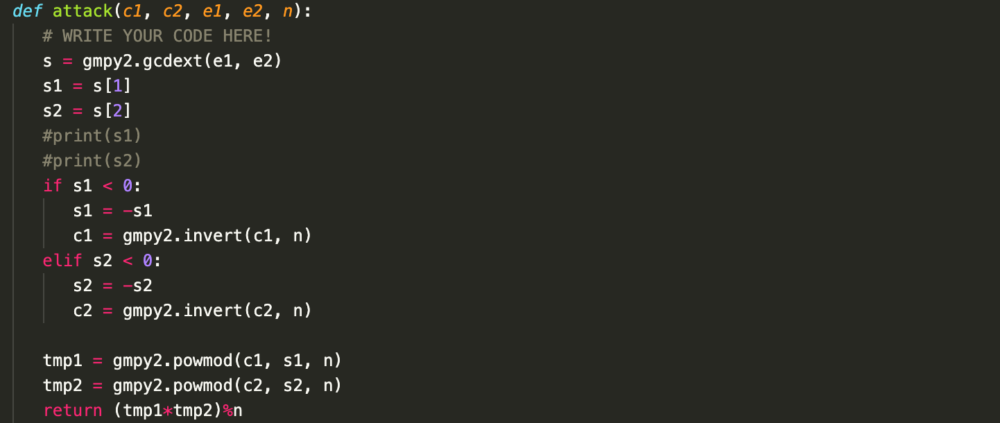 def attack(c1, c2, e1, e2, n):
# WRITE YOUR CODE HERE!
s = gmpy2.gcdext(e1, e2)
s1 = s[1]
s2 = s[2]
#print(s1)
#print(s2)
if s1 < 0:
s1 = -s1
c1 = gmpy2.invert(c1, n)
elif s2 < 0:
s2 = -s2
c2 = gmpy2.invert(c2, n)
tmp1 = gmpy2.powmod(c1, s1, n)
tmp2 = gmpy2.powmod(c2, s2, n)
return (tmp1*tmp2)%n